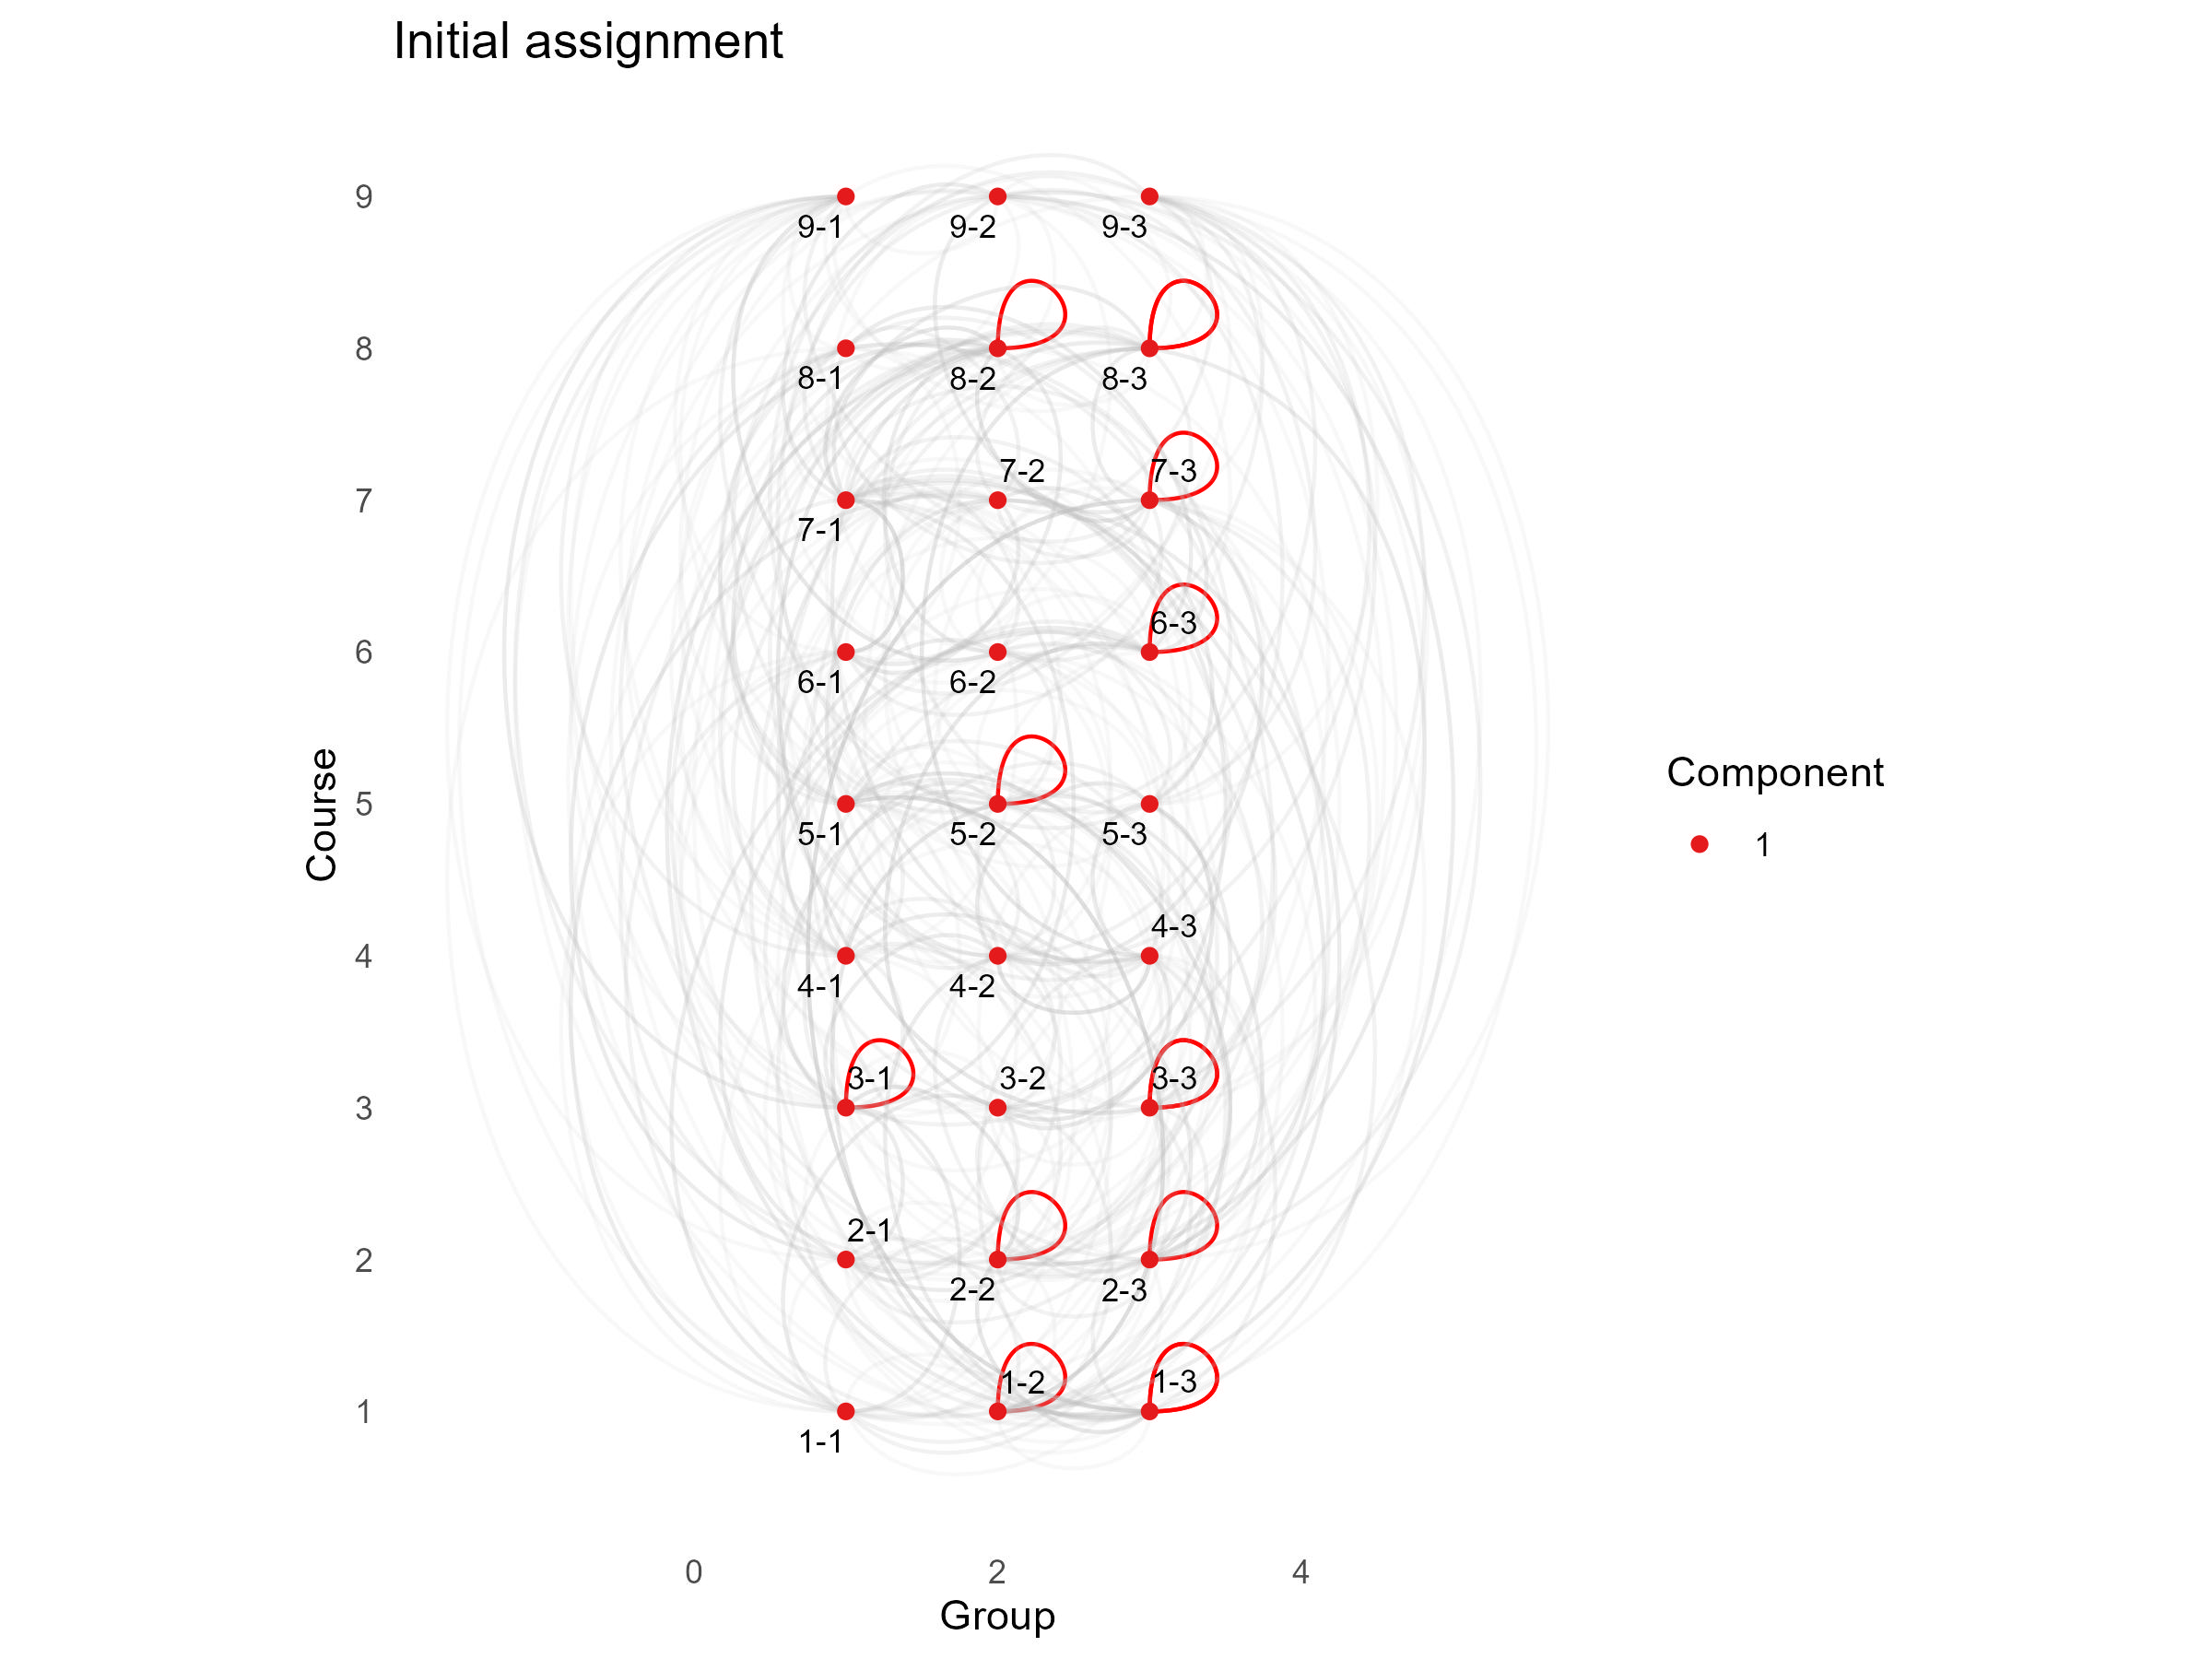 Initial assignment
9
9-1 9-2 9-3
8
8-1 8-2 8-3
7-2 7-3
7
7-1
6-3
6
6-1 6-2
Course
Component
5
1
5-1 5-2 5-3
4-3
4
4-1 4-2
3-1 3-2 3-3
3
2-1
2
2-2 2-3
1-2 1-3
1
1-1
0 2 4
Group